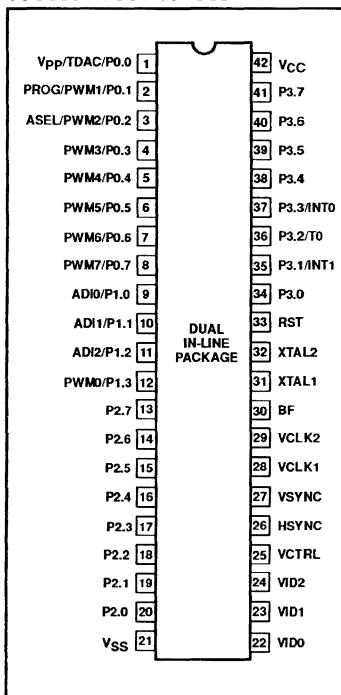 VPP/TDAC/P0.0 1
PROG/PWM1/P0.1 2
ASEL/PWM2/P0.2 3
PWM3/P0.3 4
PWM4/P0.4 5
PWM5/P0.5 6
PWM6/P0.6 7
PWM7/P0.7 8
ADI0/P1.0 9
ADI1/P1.1 10
ADI2/P1.2 11
PWM0/P1.3 12
P2.7 13
P2.6 14
P2.5 15
P2.4 16
P2.3 17
P2.2 18
P2.1 19
P2.0 20
VSS 21
DUAL
IN-LINE
PACKAGE
42 VCC
41 P3.7
40 P3.6
39 P3.5
38 P3.4
37 P3.3/INT0
36 P3.2/T0
35 P3.1/INT1
34 P3.0
33 RST
32 XTAL2
31 XTAL1
30 BF
29 VCLK2
28 VCLK1
27 VSYNC
26 HSYNC
25 VCTRL
24 VID2
23 VID1
22 VID0